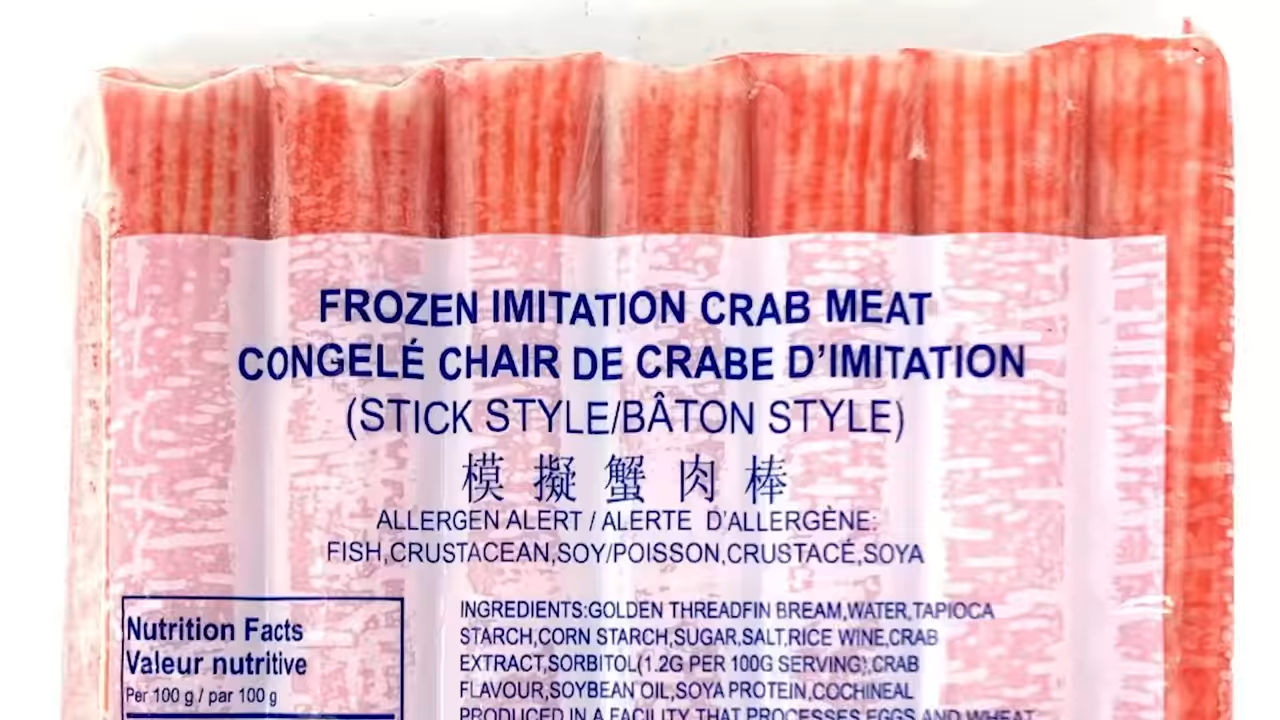 FROZEN IMITATION CRAB MEAT
CONGELÉ CHAIR DE CRABE D'IMITATION
(STICK STYLE/BÂTON STYLE)
模擬蟹肉棒
ALLERGEN ALERT / ALERTE D'ALLERGÈNE:
FISH,CRUSTACEAN,SOY/POISSON,CRUSTACÉ,SOYA
Nutrition Facts
Valeur nutritive
Per 100 g / par 100 g
INGREDIENTS:GOLDEN THREADFIN BREAM,WATER,TAPIOCA
STARCH,CORN STARCH,SUGAR,SALT,RICE WINE,CRAB
EXTRACT,SORBITOL(1.2G PER 100G SERVING),CRAB
FLAVOUR,SOYBEAN OIL,SOYA PROTEIN,COCHINEAL
PRODUCED IN A FACILITY THAT PROCESSES EGGS AND WHEAT